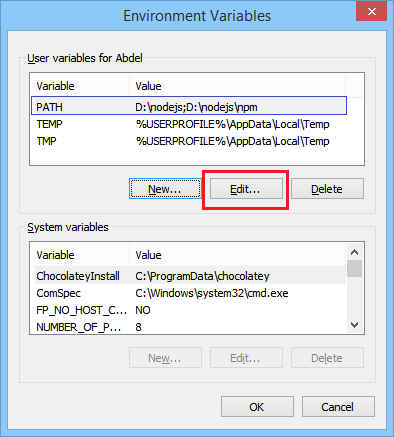 Environment Variables
User variables for Abdel
Variable Value
PATH D:\nodejs;D:\nodejs\npm
TEMP %USERPROFILE%\AppData\Local\Temp
TMP %USERPROFILE%\AppData\Local\Temp
New... Edit... Delete
System variables
Variable Value
ChocolateyInstall C:\ProgramData\chocolatey
ComSpec C:\Windows\system32\cmd.exe
FP_NO_HOST_C... NO
NUMBER_OF_P... 8
New... Edit... Delete
OK Cancel